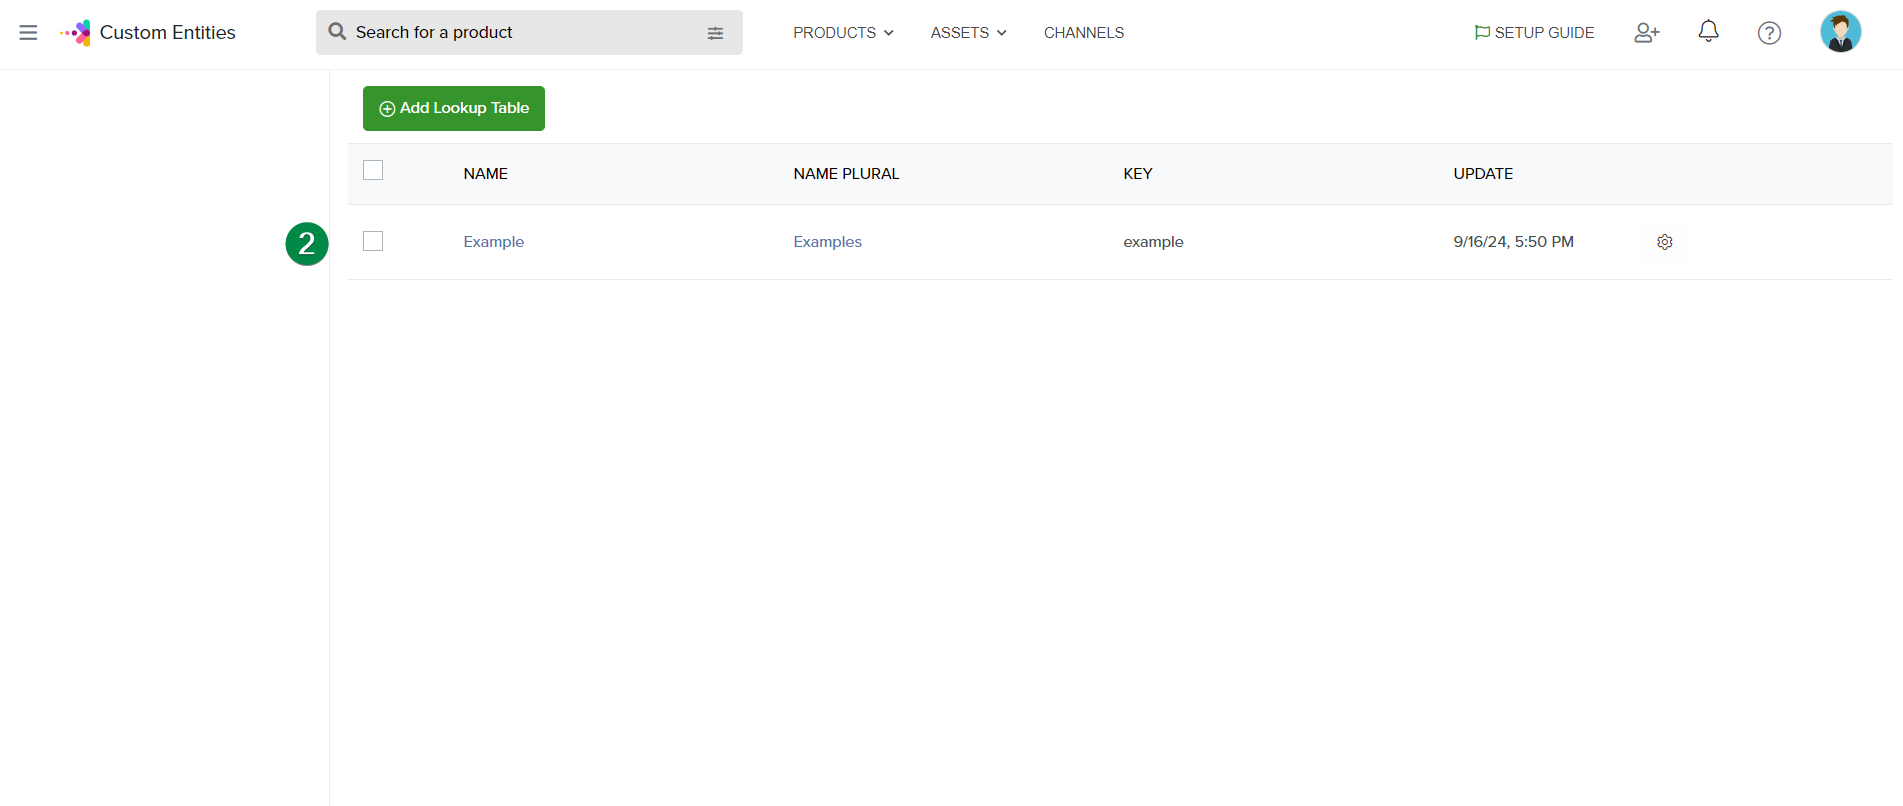 Custom Entities
Search for a product
PRODUCTS
ASSETS
CHANNELS
SETUP GUIDE
?
Add Lookup Table
NAME NAME PLURAL KEY UPDATE
2
Example Examples example 9/16/24, 5:50 PM